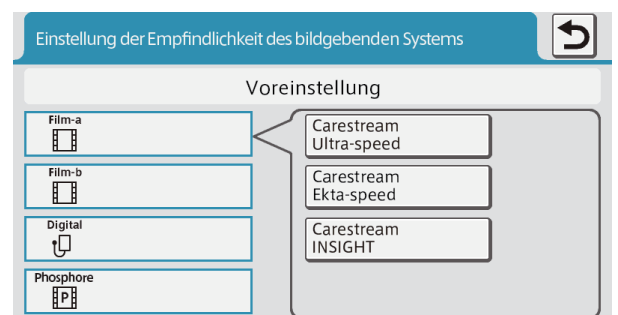 Einstellung der Empfindlichkeit des bildgebenden Systems
Voreinstellung
Film-a
Film-b
Digital
Phosphore
P
Carestream
Ultra-speed
Carestream
Ekta-speed
Carestream
INSIGHT